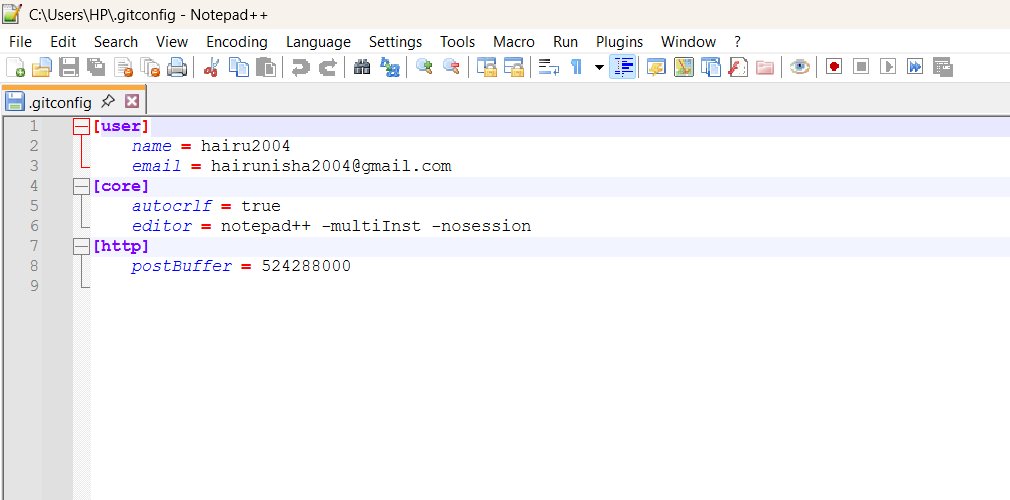 C:\Users\HP\.gitconfig - Notepad++
File Edit Search View Encoding Language Settings Tools Macro Run Plugins Window ?
.gitconfig
1 [user]
2 name = hairu2004
3 email = hairunisha2004@gmail.com
4 [core]
5 autocrlf = true
6 editor = notepad++ -multiInst -nosession
7 [http]
8 postBuffer = 524288000
9